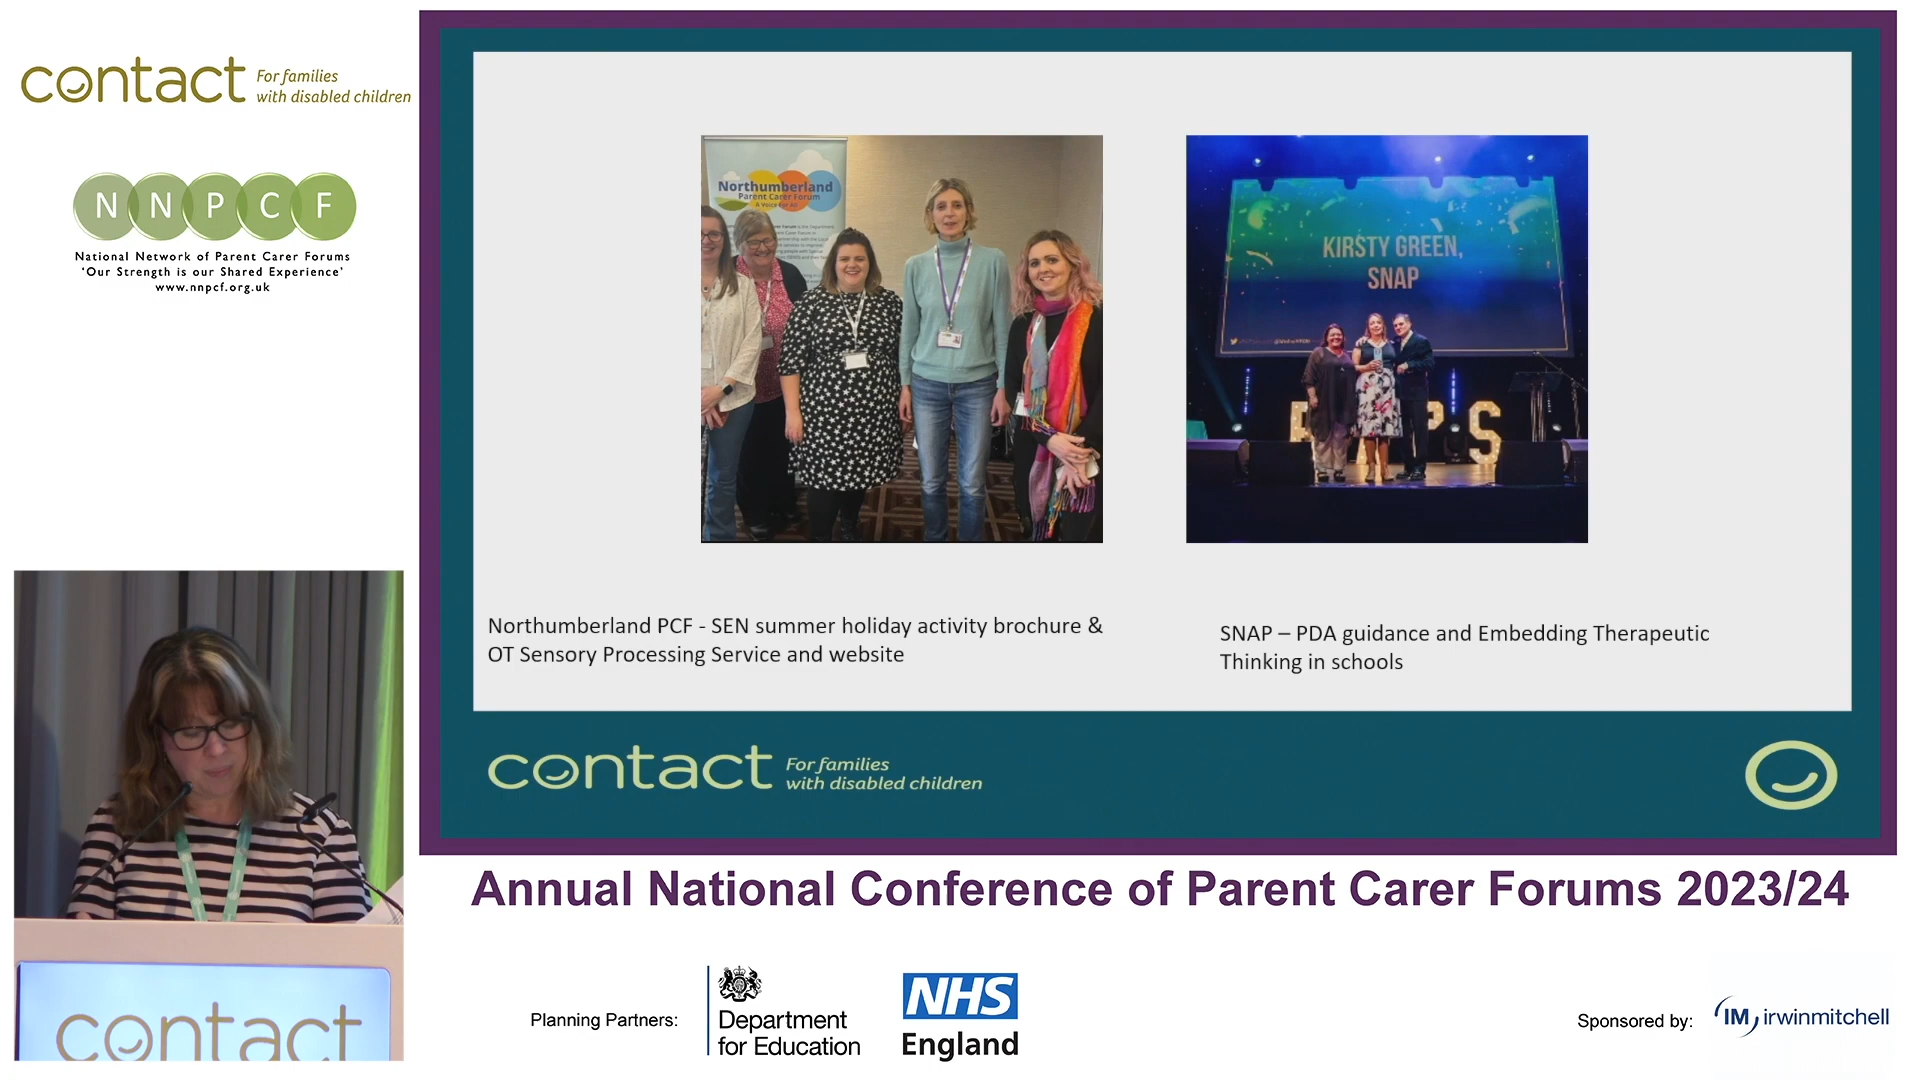 contact For families
with disabled children
N N P C F
National Network of Parent Carer Forums
'Our Strength is our Shared Experience'
www.nnpcf.org.uk
Northumberland
Parent Carer Forum
A Voice For All
KIRSTY GREEN,
SNAP
Northumberland PCF - SEN summer holiday activity brochure &
OT Sensory Processing Service and website
SNAP – PDA guidance and Embedding Therapeutic
Thinking in schools
contact For families
with disabled children
contact
Annual National Conference of Parent Carer Forums 2023/24
Planning Partners:
Department
for Education
NHS
England
Sponsored by:
IM irwinmitchell